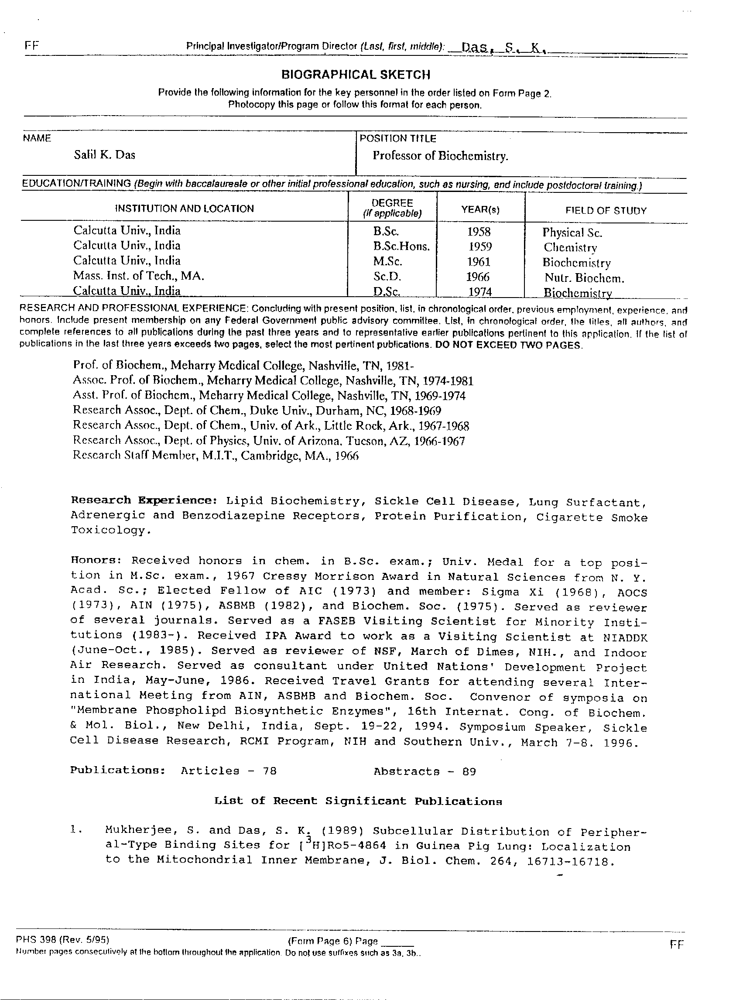 FF
Principal Investigator/Program Director (Last, first, middle): Das, S. K.
BIOGRAPHICAL SKETCH
Provide the following information for the key personnel in the order listed on Form Page 2.
Photocopy this page or follow this format for each person.
NAME
POSITION TITLE
Salil K. Das
Professor of Biochemistry.
EDUCATION/TRAINING (Begin with baccalaureate or other initial professional education, such as nursing, and include postdoctoral training.)
INSTITUTION AND LOCATION DEGREE (if applicable) YEAR(s) FIELD OF STUDY
Calcutta Univ., India B.Sc. 1958 Physical Sc.
Calcutta Univ., India B.Sc.Hons. 1959 Chemistry
Calcutta Univ., India M.Sc. 1961 Biochemistry
Mass. Inst. of Tech., MA. Sc.D. 1966 Nutr. Biochem.
Calcutta Univ., India D.Sc. 1974 Biochemistry
RESEARCH AND PROFESSIONAL EXPERIENCE: Concluding with present position, list, in chronological order, previous employment, experience, and
honors. Include present membership on any Federal Government public advisory committee. List, in chronological order, the titles, all authors, and
complete references to all publications during the past three years and to representative earlier publications pertinent to this application. If the list of
publications in the last three years exceeds two pages, select the most pertinent publications. DO NOT EXCEED TWO PAGES.
Prof. of Biochem., Meharry Medical College, Nashville, TN, 1981-
Assoc. Prof. of Biochem., Meharry Medical College, Nashville, TN, 1974-1981
Asst. Prof. of Biochem., Meharry Medical College, Nashville, TN, 1969-1974
Research Assoc., Dept. of Chem., Duke Univ., Durham, NC, 1968-1969
Research Assoc., Dept. of Chem., Univ. of Ark., Little Rock, Ark., 1967-1968
Research Assoc., Dept. of Physics, Univ. of Arizona. Tucson, AZ, 1966-1967
Research Staff Member, M.I.T., Cambridge, MA., 1966
Research Experience: Lipid Biochemistry, Sickle Cell Disease, Lung Surfactant,
Adrenergic and Benzodiazepine Receptors, Protein Purification, Cigarette Smoke
Toxicology.
Honors: Received honors in chem. in B.Sc. exam.; Univ. Medal for a top posi-
tion in M.Sc. exam., 1967 Cressy Morrison Award in Natural Sciences from N. Y.
Acad. Sc.; Elected Fellow of AIC (1973) and member: Sigma Xi (1968), AOCS
(1973), AIN (1975), ASBMB (1982), and Biochem. Soc. (1975). Served as reviewer
of several journals. Served as a FASEB Visiting Scientist for Minority Insti-
tutions (1983-). Received IPA Award to work as a Visiting Scientist at NIADDK
(June-Oct., 1985). Served as reviewer of NSF, March of Dimes, NIH., and Indoor
Air Research. Served as consultant under United Nations' Development Project
in India, May-June, 1986. Received Travel Grants for attending several Inter-
national Meeting from AIN, ASBMB and Biochem. Soc. Convenor of symposia on
"Membrane Phospholipd Biosynthetic Enzymes", 16th Internat. Cong. of Biochem.
& Mol. Biol., New Delhi, India, Sept. 19-22, 1994. Symposium Speaker, Sickle
Cell Disease Research, RCMI Program, NIH and Southern Univ., March 7-8. 1996.
Publications: Articles - 78 Abstracts - 89
List of Recent Significant Publications
1. Mukherjee, S. and Das, S. K. (1989) Subcellular Distribution of Peripher-
al-Type Binding Sites for [³H]Ro5-4864 in Guinea Pig Lung: Localization
to the Mitochondrial Inner Membrane, J. Biol. Chem. 264, 16713-16718.
PHS 398 (Rev. 5/95) (Form Page 6) Page ______ FF
Number pages consecutively at the bottom throughout the application. Do not use suffixes such as 3a, 3b..